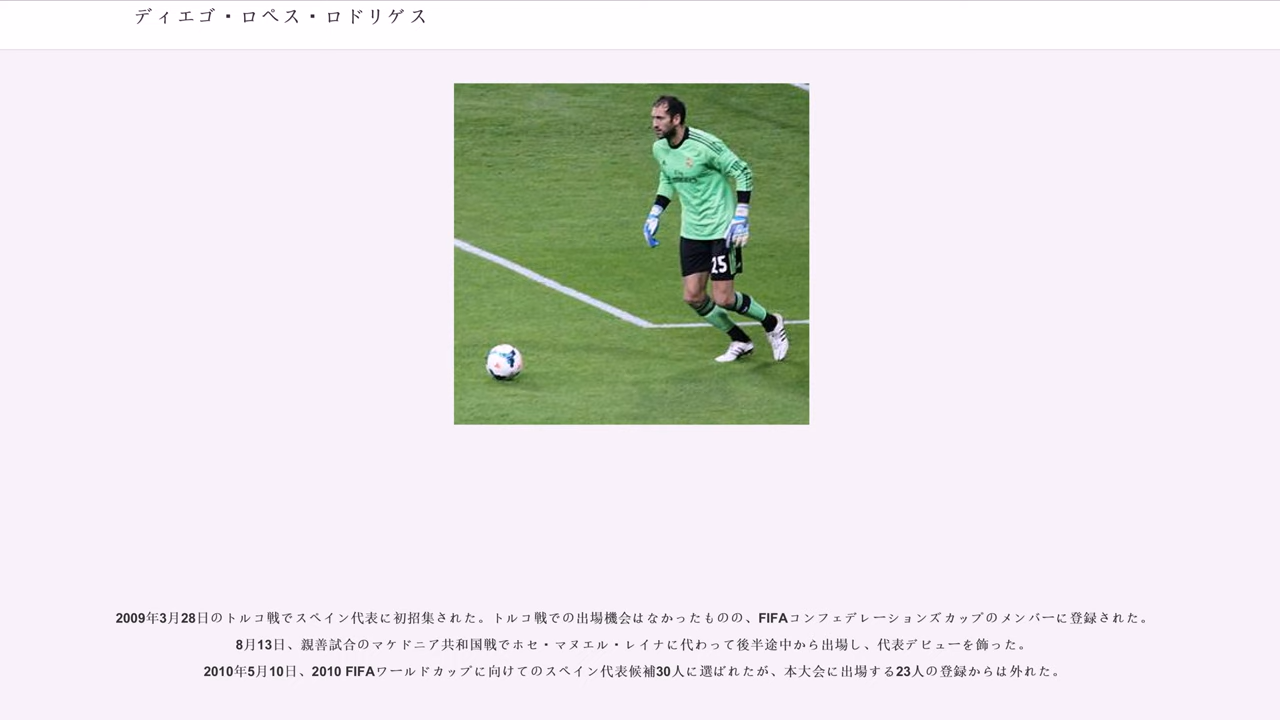 ディエゴ・ロペス・ロドリゲス
25
2009年3月28日のトルコ戦でスペイン代表に初招集された。トルコ戦での出場機会はなかったものの、FIFAコンフェデレーションズカップのメンバーに登録された。
8月13日、親善試合のマケドニア共和国戦でホセ・マヌエル・レイナに代わって後半途中から出場し、代表デビューを飾った。
2010年5月10日、2010 FIFAワールドカップに向けてのスペイン代表候補30人に選ばれたが、本大会に出場する23人の登録からは外れた。